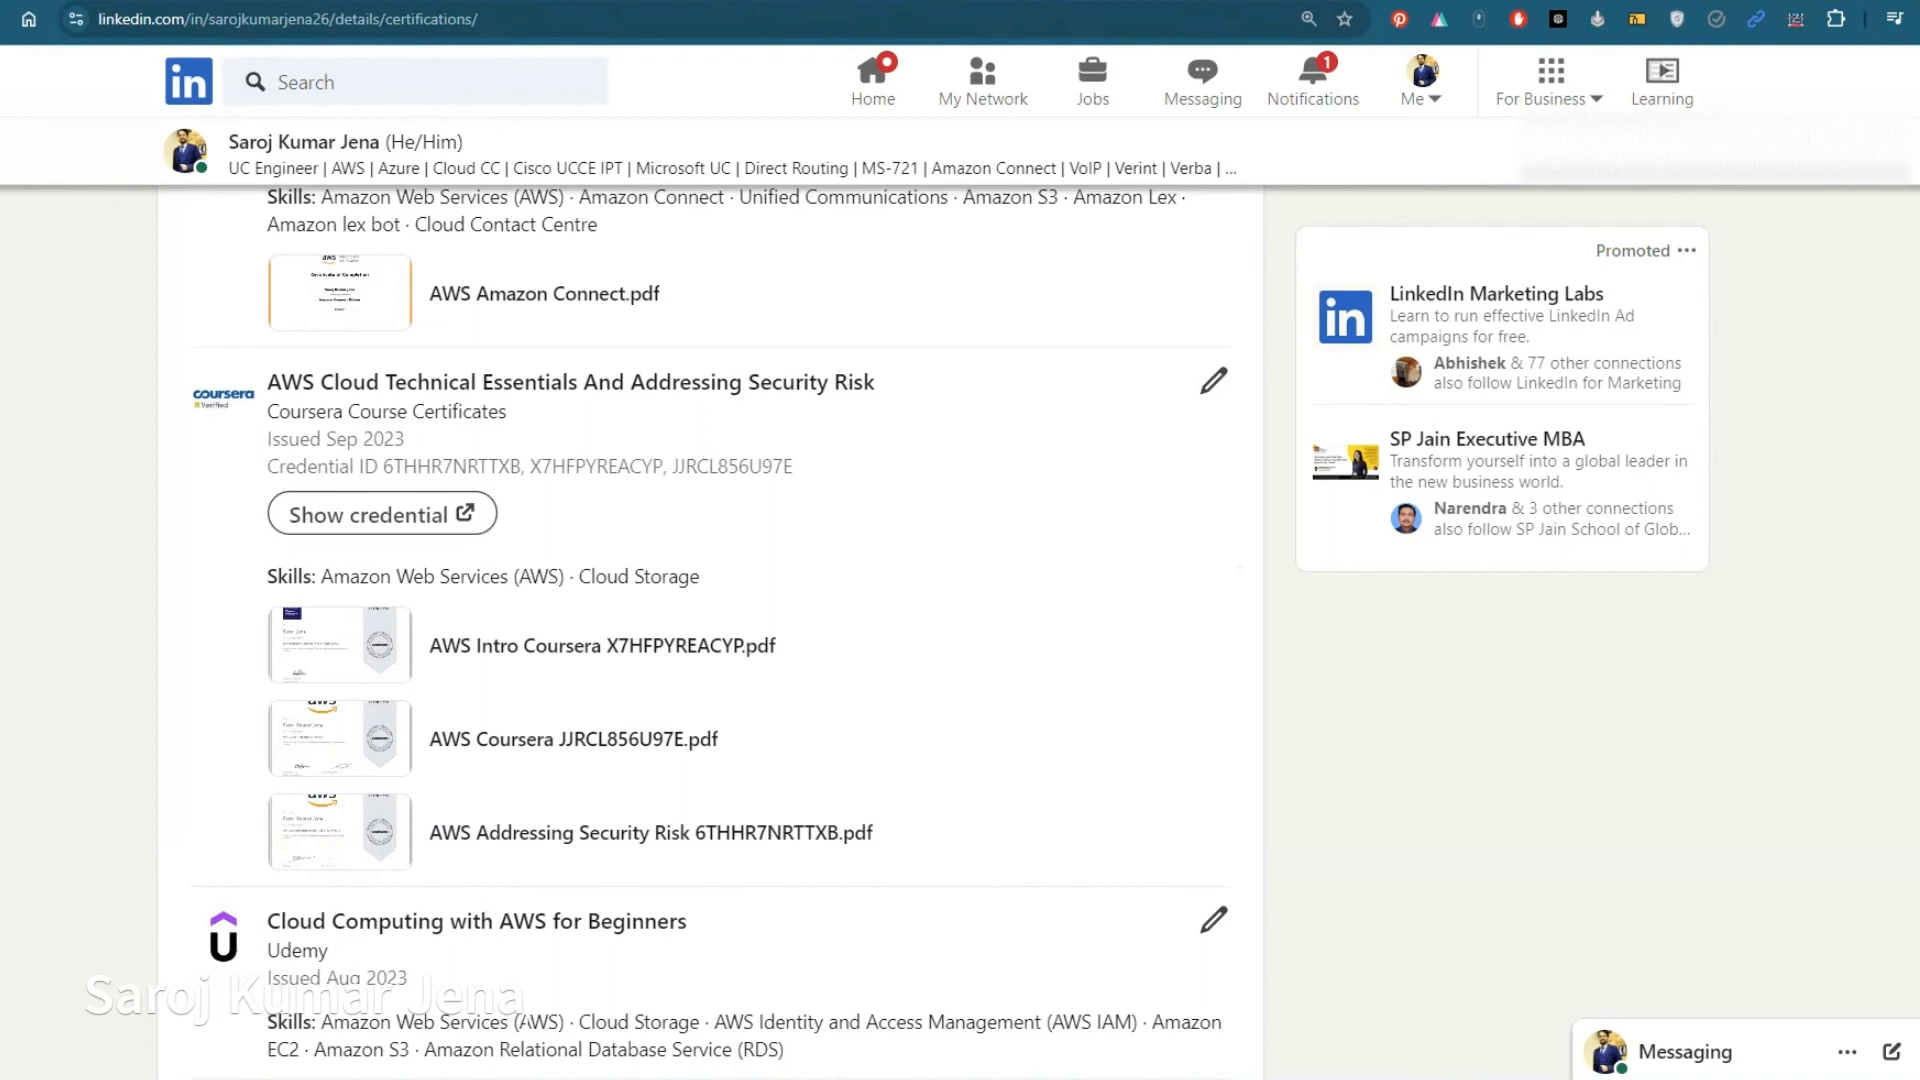 linkedin.com/in/sarojkumarjena26/details/certifications/
in
Search
Home
My Network
Jobs
Messaging
1
Notifications
Me
For Business
Learning
Saroj Kumar Jena (He/Him)
UC Engineer | AWS | Azure | Cloud CC | Cisco UCCE IPT | Microsoft UC | Direct Routing | MS-721 | Amazon Connect | VoIP | Verint | Verba | ...
Skills: Amazon Web Services (AWS) · Amazon Connect · Unified Communications · Amazon S3 · Amazon Lex ·
Amazon lex bot · Cloud Contact Centre
Certificate of Completion
AWS Amazon Connect.pdf
coursera
Verified
AWS Cloud Technical Essentials And Addressing Security Risk
Coursera Course Certificates
Issued Sep 2023
Credential ID 6THHR7NRTTXB, X7HFPYREACYP, JJRCL856U97E
Show credential
Skills: Amazon Web Services (AWS) · Cloud Storage
AWS Intro Coursera X7HFPYREACYP.pdf
aws
AWS Coursera JJRCL856U97E.pdf
aws
AWS Addressing Security Risk 6THHR7NRTTXB.pdf
Cloud Computing with AWS for Beginners
Udemy
Issued Aug 2023
Saroj Kumar Jena
Skills: Amazon Web Services (AWS) · Cloud Storage · AWS Identity and Access Management (AWS IAM) · Amazon
EC2 · Amazon S3 · Amazon Relational Database Service (RDS)
Promoted
in
LinkedIn Marketing Labs
Learn to run effective LinkedIn Ad
campaigns for free.
Abhishek & 77 other connections
also follow LinkedIn for Marketing
SP Jain Executive MBA
Transform yourself into a global leader in
the new business world.
Narendra & 3 other connections
also follow SP Jain School of Glob...
Messaging